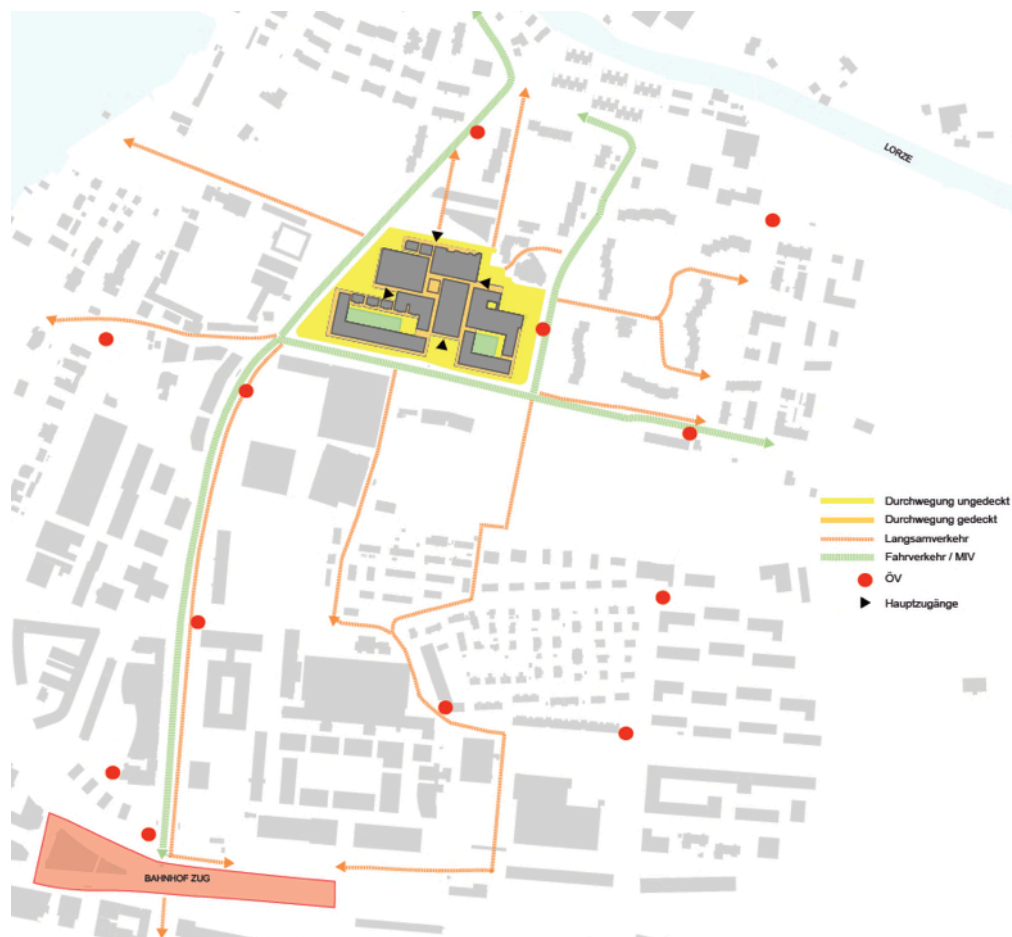 LORZE
Durchwegung ungedeckt
Durchwegung gedeckt
Langsamverkehr
Fahrverkehr / MIV
ÖV
Hauptzugänge
BAHNHOF ZUG